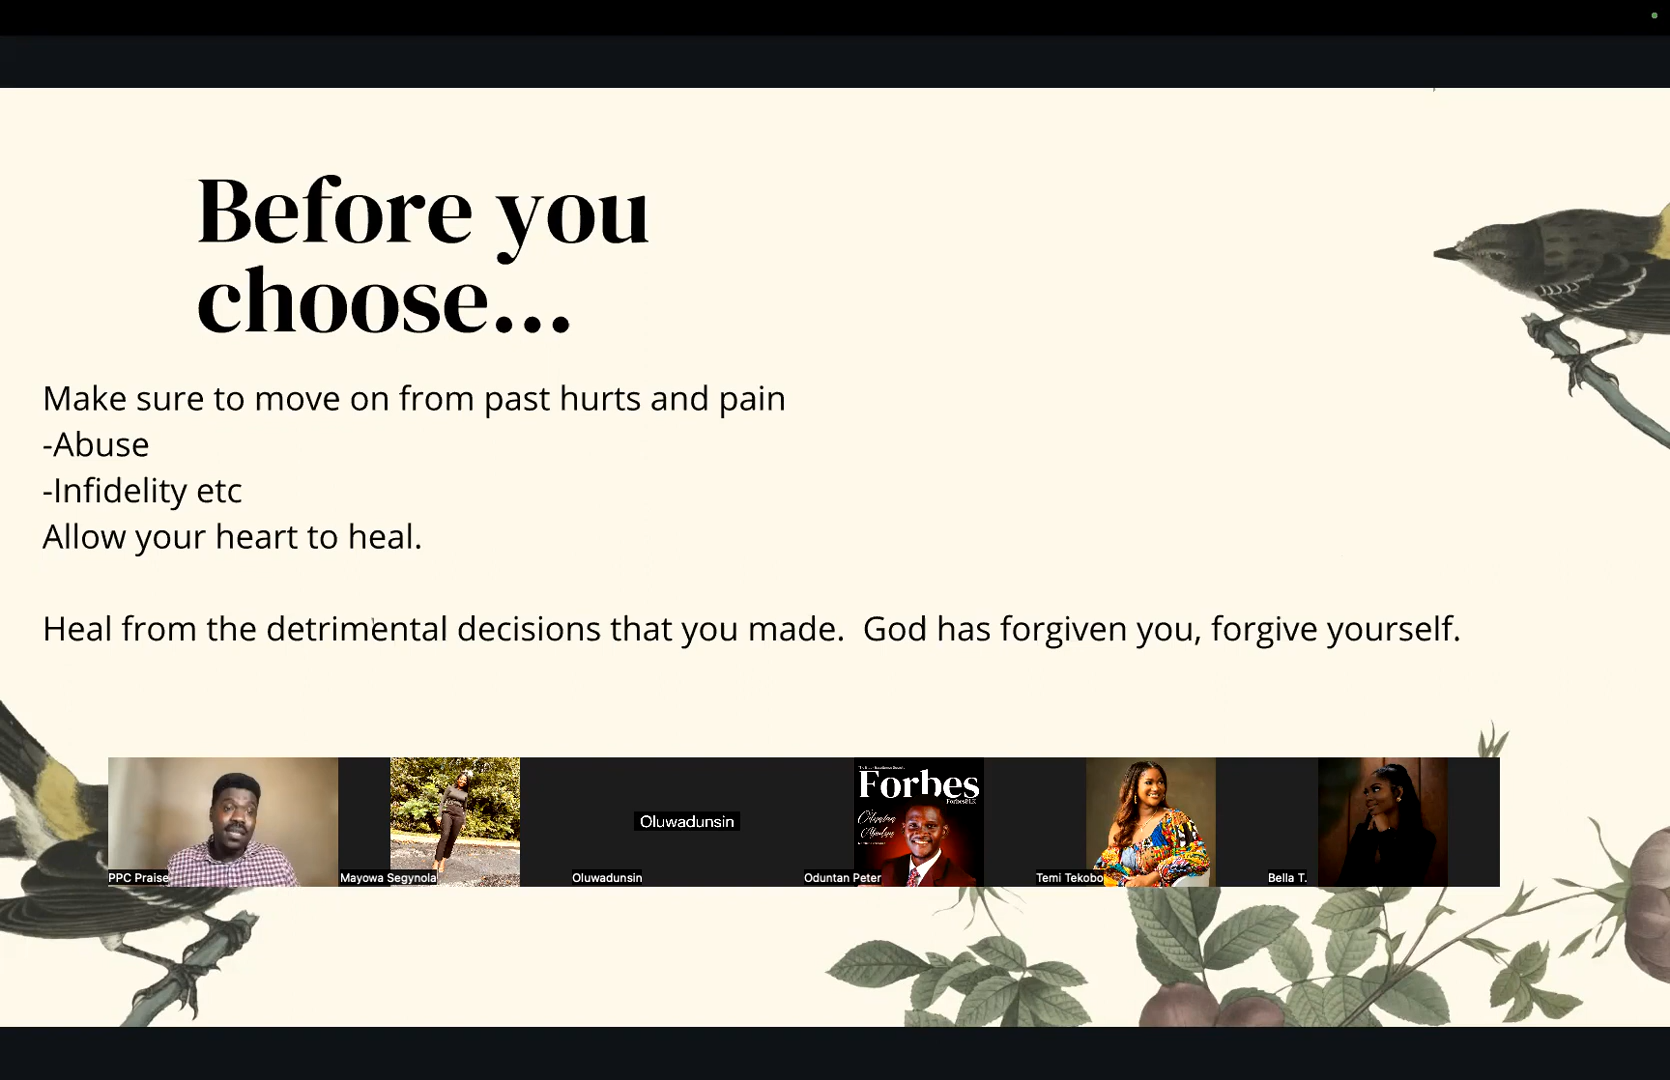 Before you
choose...
Make sure to move on from past hurts and pain
-Abuse
-Infidelity etc
Allow your heart to heal.
Heal from the detrimental decisions that you made.  God has forgiven you, forgive yourself.
Oluwadunsin
Forbes
ForbesBLK
PPC Praise
Mayowa Segynola
Oluwadunsin
Oduntan Peter
Temi Tekobo
Bella T.